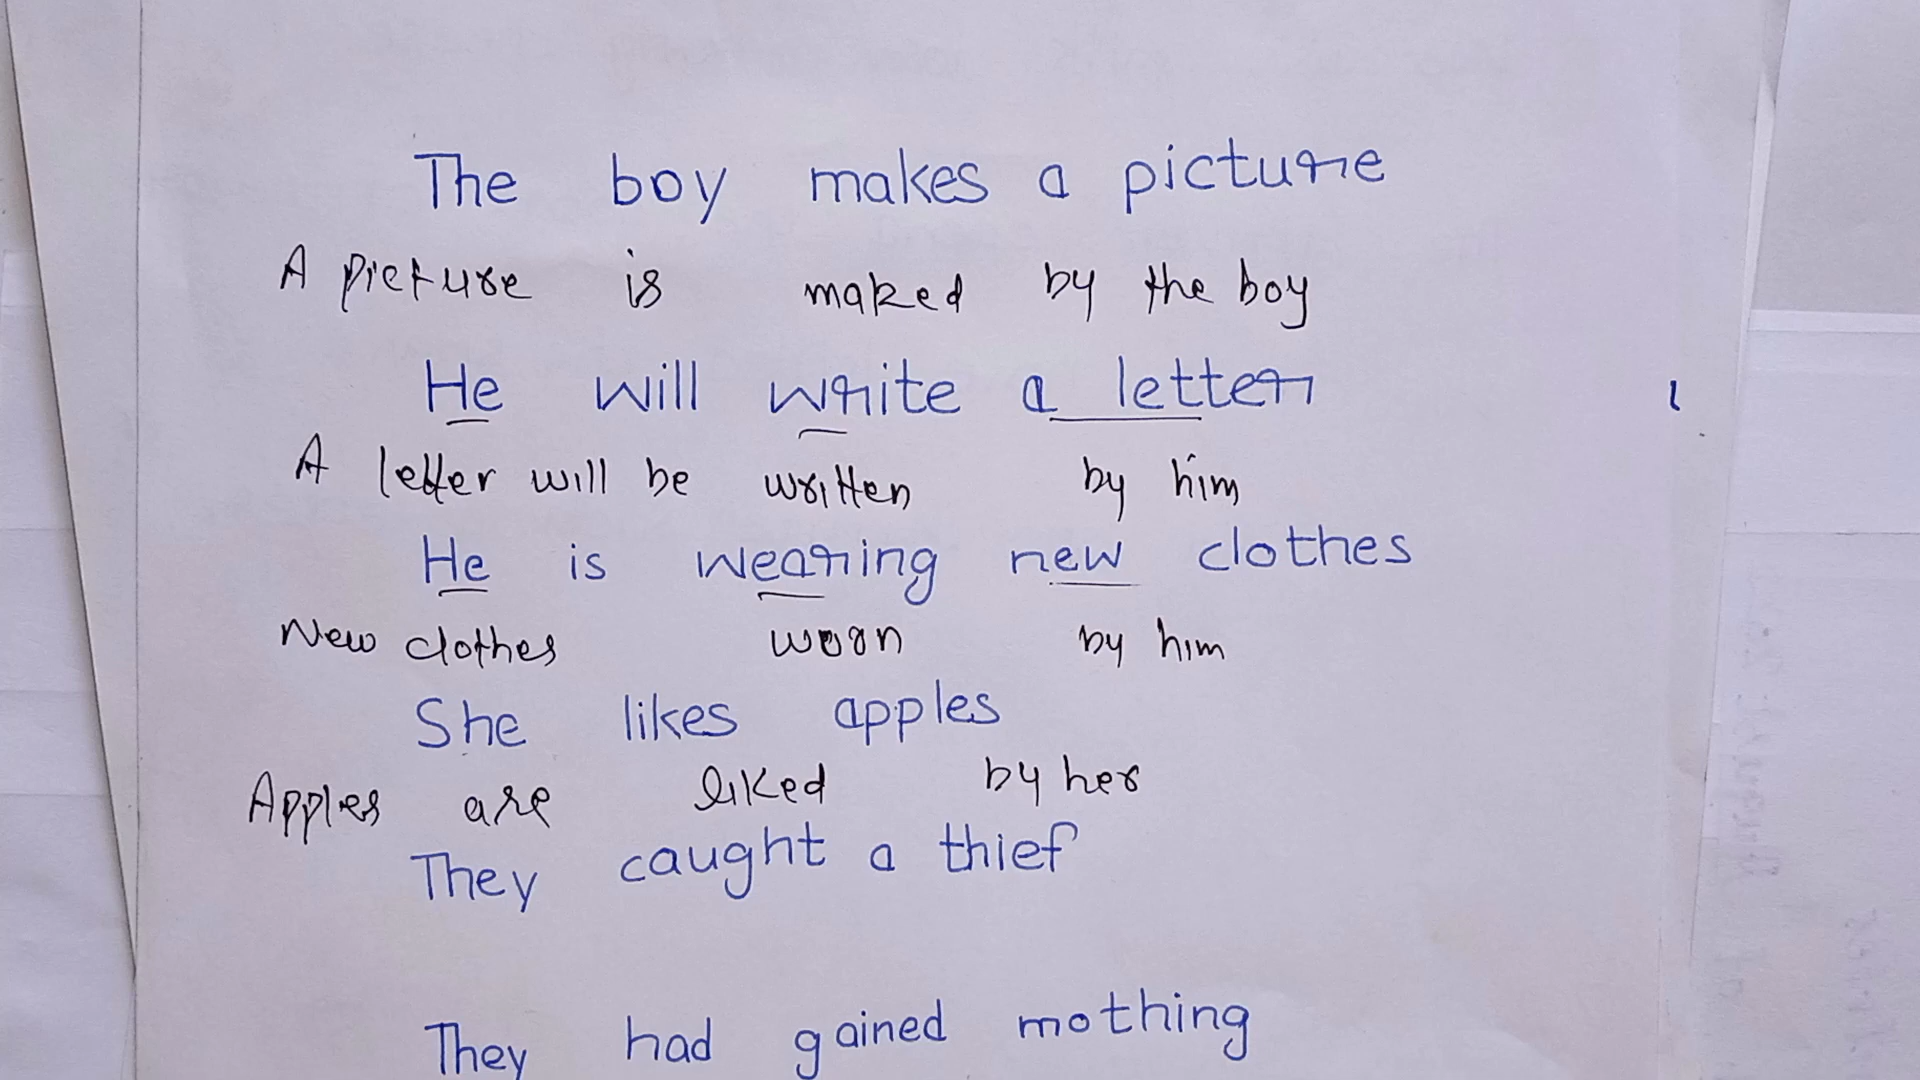 The boy makes a picture
A picture is maked by the boy
He will write a letter
A letter will be written by him
He is wearing new clothes
New clothes worn by him
She likes apples
Apples are liked by her
They caught a thief
They had gained mothing